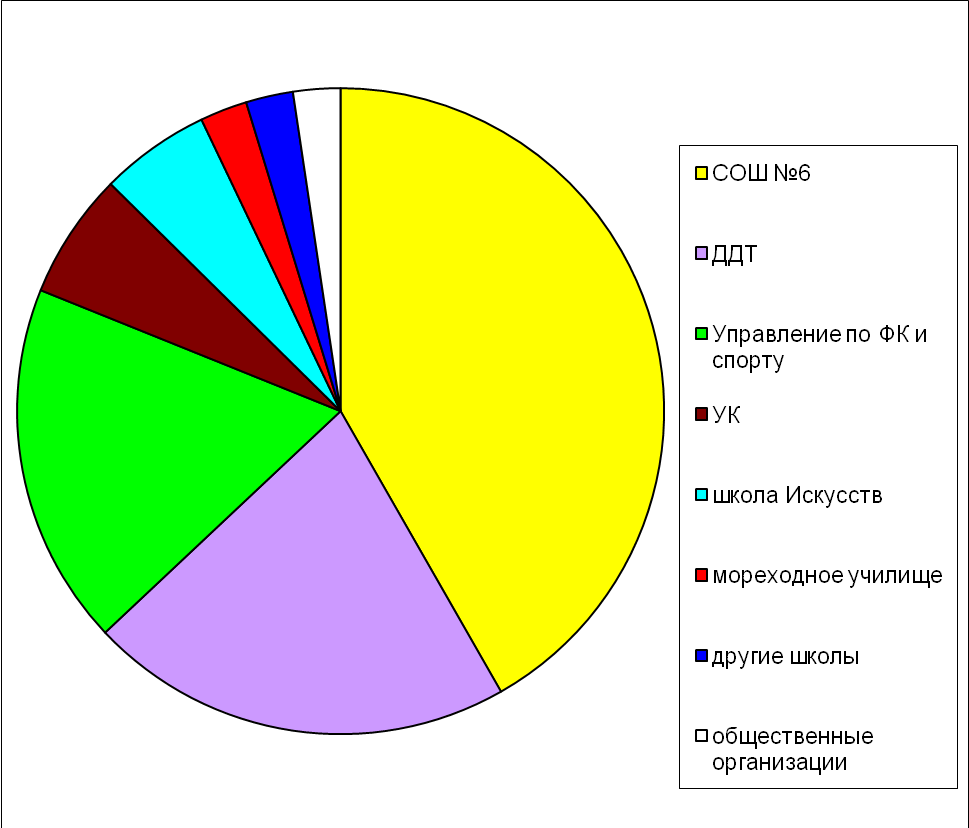 СОШ №6
ДДТ
Управление по ФК и
спорту
УК
школа Искусств
мореходное училище
другие школы
общественные
организации